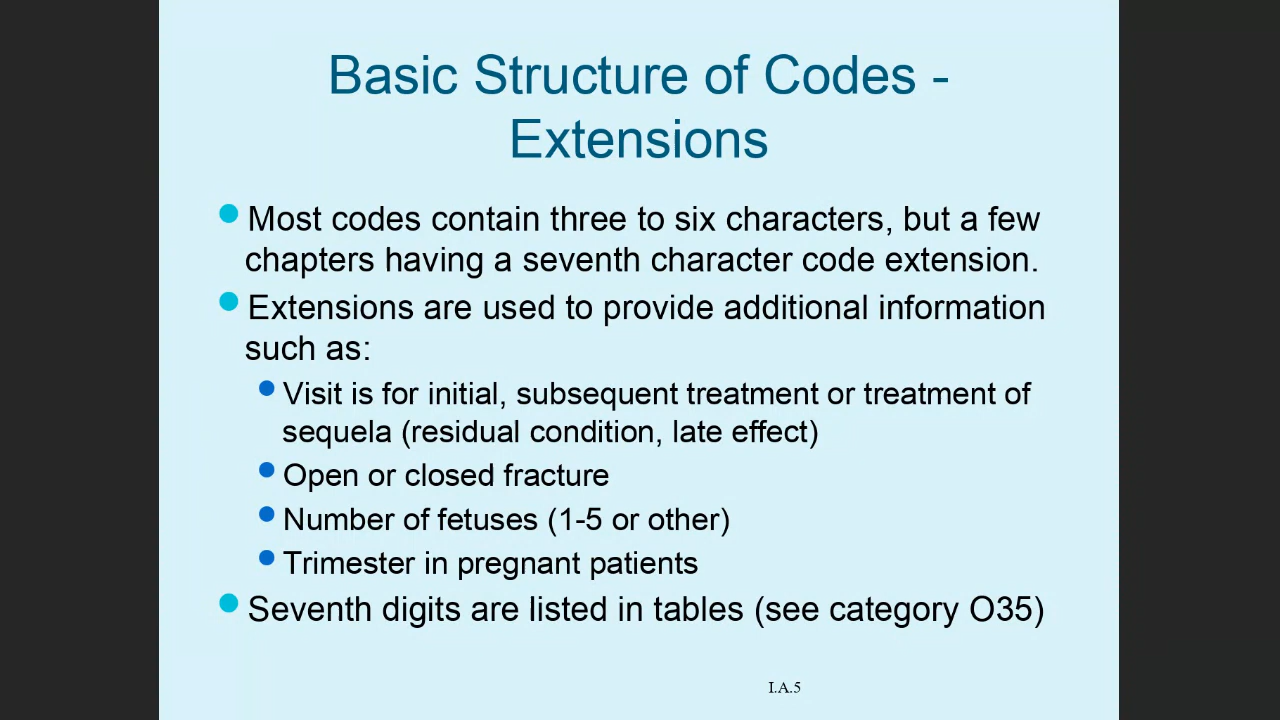 Basic Structure of Codes -
Extensions
Most codes contain three to six characters, but a few
chapters having a seventh character code extension.
Extensions are used to provide additional information
such as:
Visit is for initial, subsequent treatment or treatment of
sequela (residual condition, late effect)
Open or closed fracture
Number of fetuses (1-5 or other)
Trimester in pregnant patients
Seventh digits are listed in tables (see category O35)
I.A.5